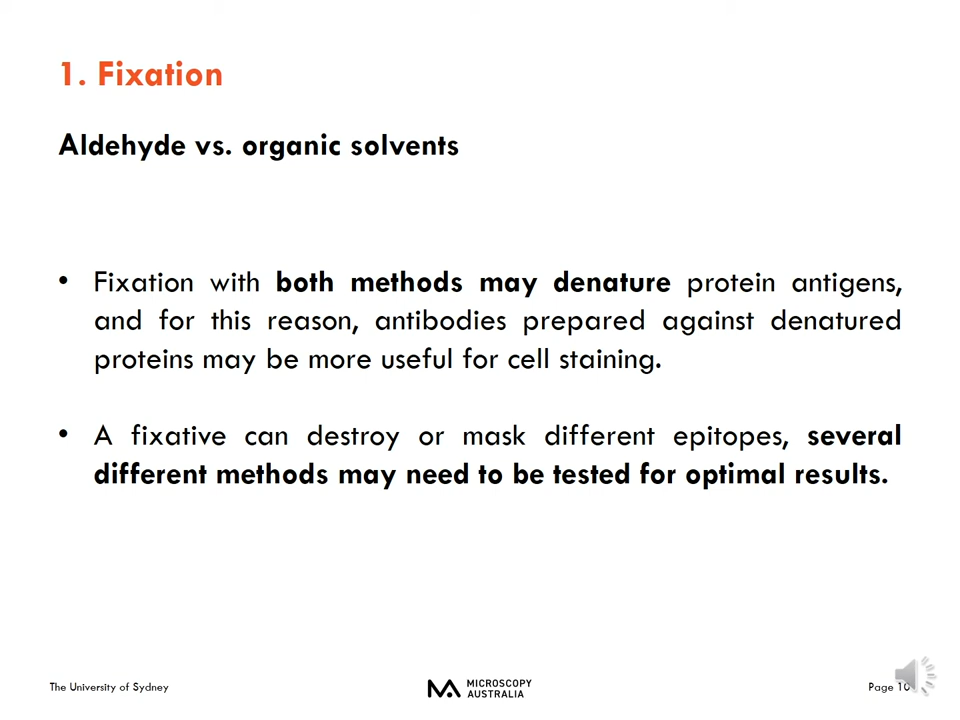 1. Fixation
Aldehyde vs. organic solvents
• Fixation with both methods may denature protein antigens,
and for this reason, antibodies prepared against denatured
proteins may be more useful for cell staining.
• A fixative can destroy or mask different epitopes, several
different methods may need to be tested for optimal results.
The University of Sydney
MICROSCOPY
AUSTRALIA
Page 10